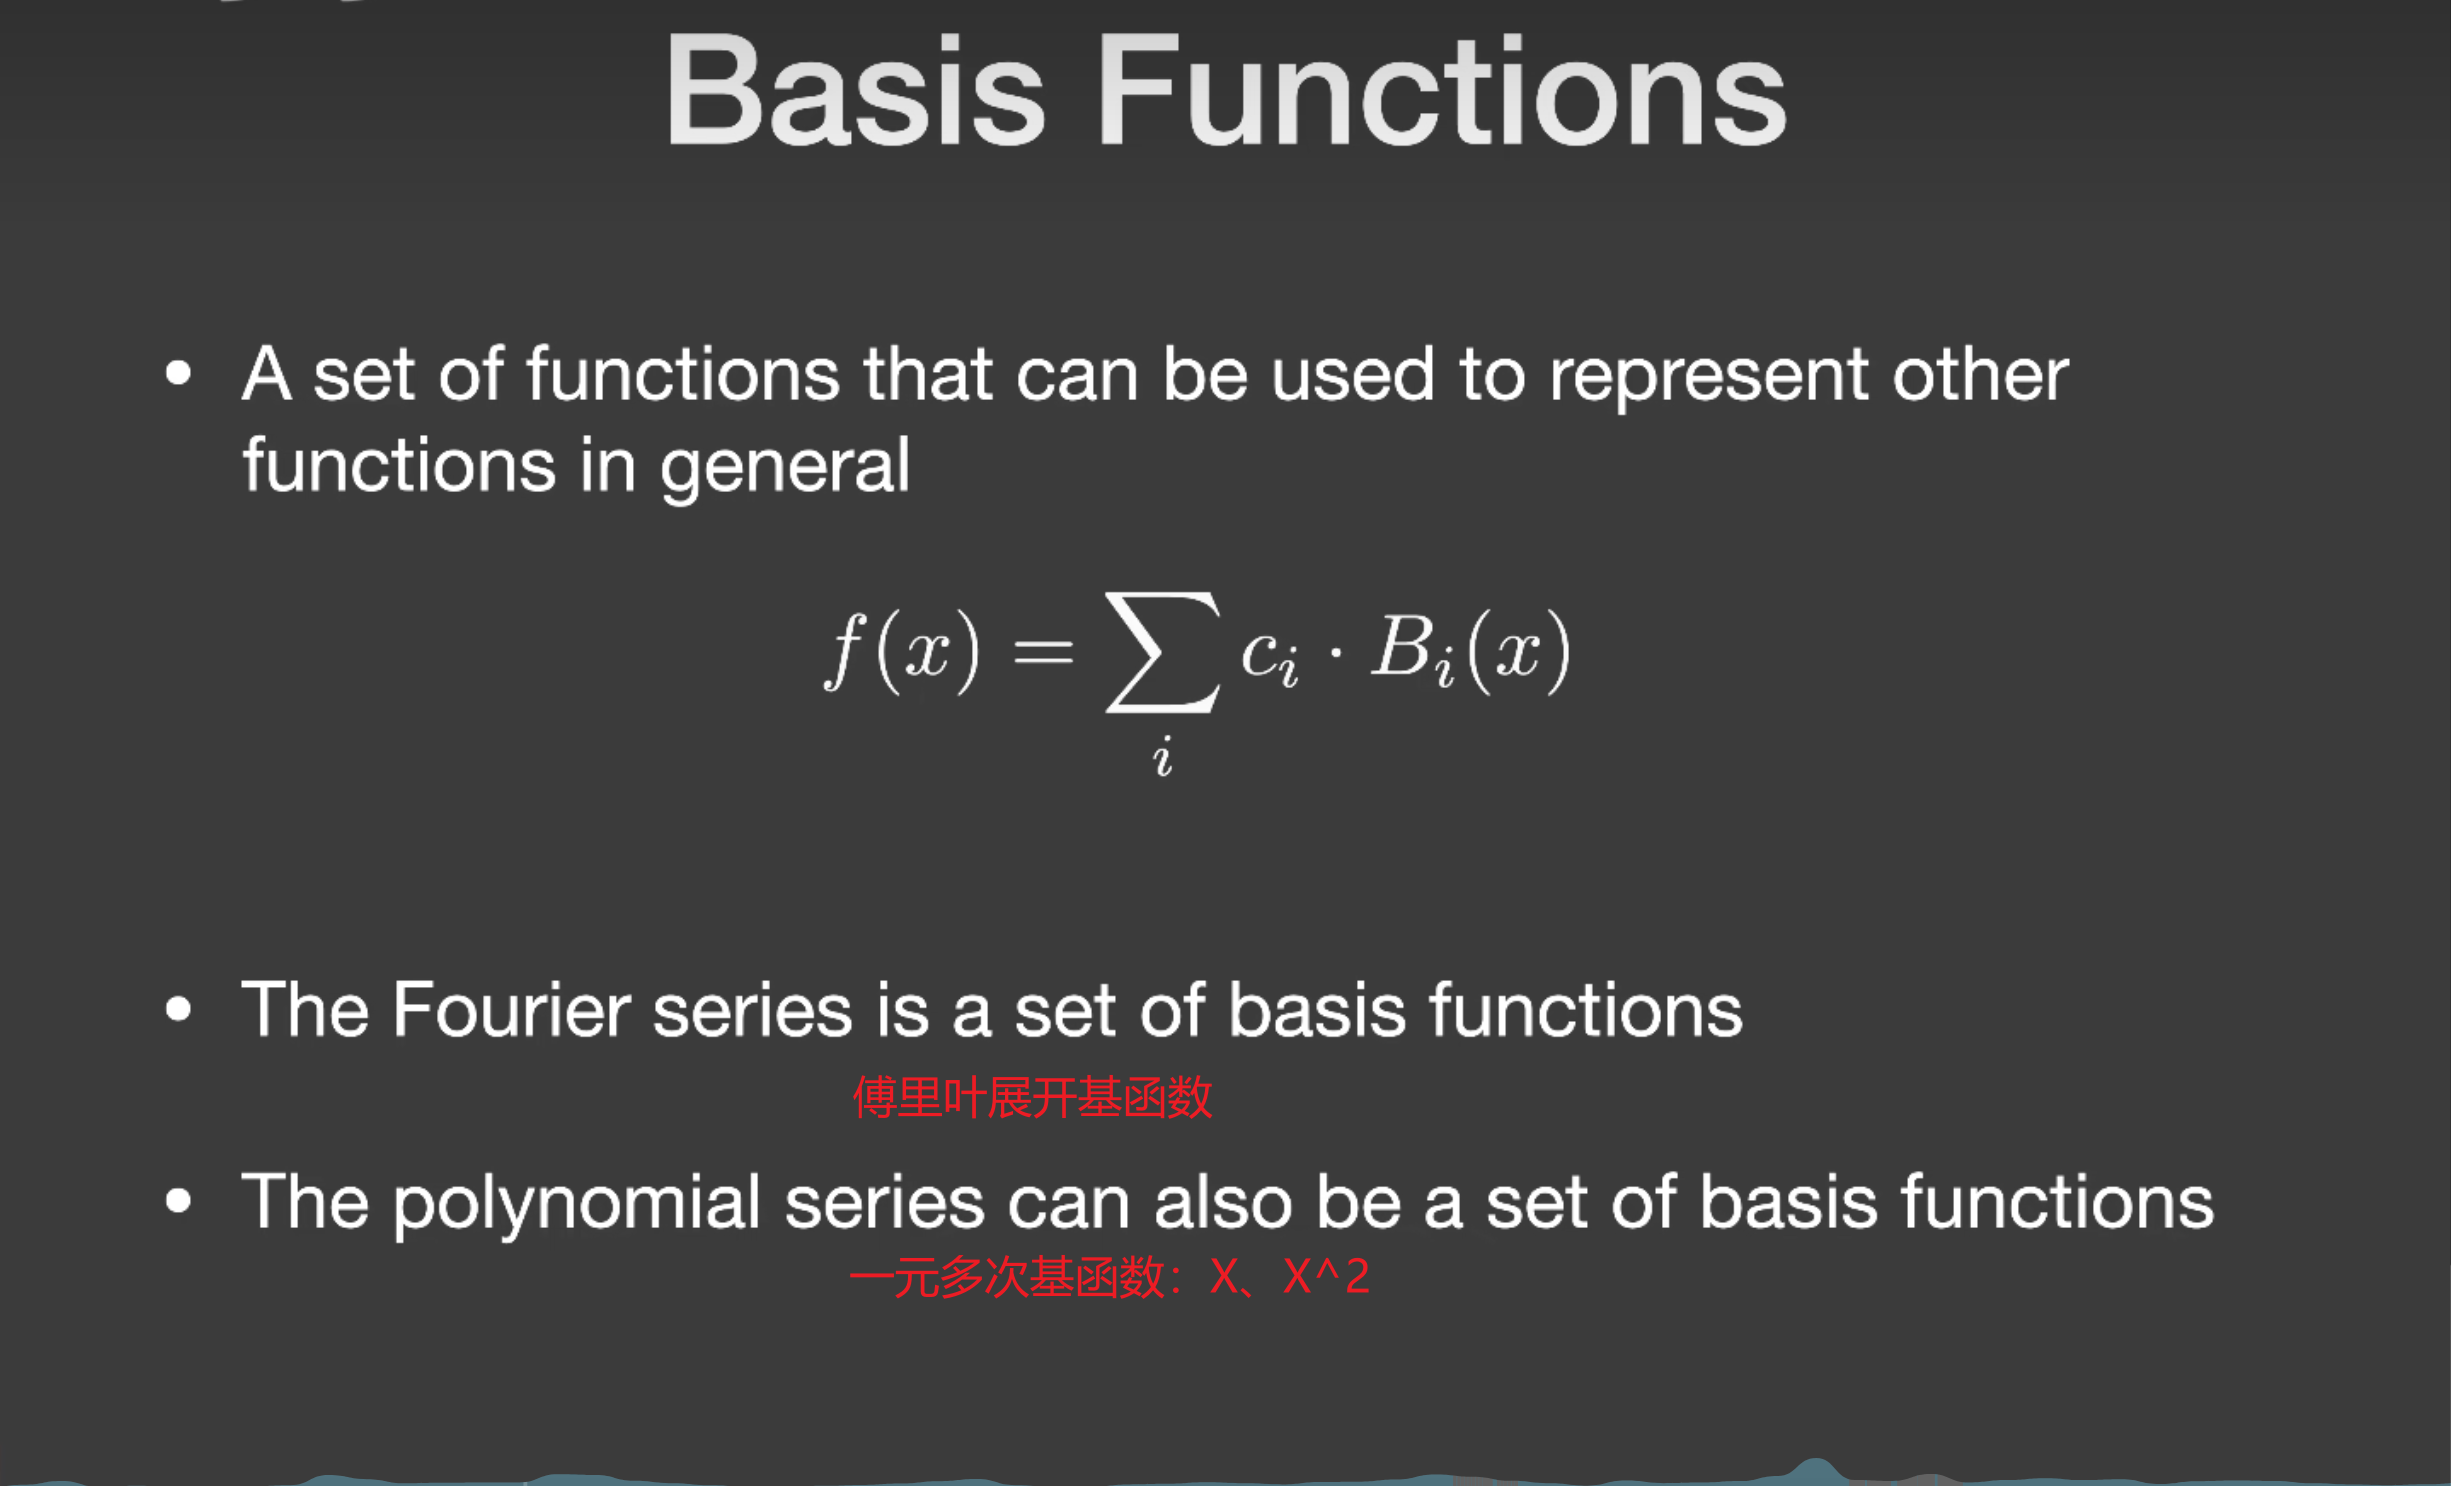 Basis Functions
• A set of functions that can be used to represent other
functions in general
f(x) = ∑ c_i · B_i(x)
i
• The Fourier series is a set of basis functions
傅里叶展开基函数
• The polynomial series can also be a set of basis functions
一元多次基函数：X、X^2